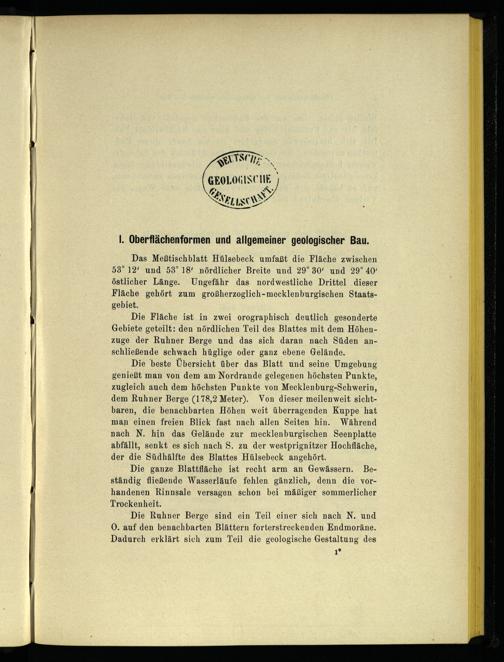 DEUTSCHE
GEOLOGISCHE
GESELLSCHAFT.
I. Oberflächenformen und allgemeiner geologischer Bau.
Das Meßtischblatt Hülsebeck umfaßt die Fläche zwischen
53° 12′ und 53° 18′ nördlicher Breite und 29° 30′ und 29° 40′
östlicher Länge. Ungefähr das nordwestliche Drittel dieser
Fläche gehört zum großherzoglich-mecklenburgischen Staats-
gebiet.
Die Fläche ist in zwei orographisch deutlich gesonderte
Gebiete geteilt: den nördlichen Teil des Blattes mit dem Höhen-
zuge der Ruhner Berge und das sich daran nach Süden an-
schließende schwach hüglige oder ganz ebene Gelände.
Die beste Übersicht über das Blatt und seine Umgebung
genießt man von dem am Nordrande gelegenen höchsten Punkte,
zugleich auch dem höchsten Punkte von Mecklenburg-Schwerin,
dem Ruhner Berge (178,2 Meter). Von dieser meilenweit sicht-
baren, die benachbarten Höhen weit überragenden Kuppe hat
man einen freien Blick fast nach allen Seiten hin. Während
nach N. hin das Gelände zur mecklenburgischen Seenplatte
abfällt, senkt es sich nach S. zu der westprignitzer Hochfläche,
der die Südhälfte des Blattes Hülsebeck angehört.
Die ganze Blattfläche ist recht arm an Gewässern. Be-
ständig fließende Wasserläufe fehlen gänzlich, denn die vor-
handenen Rinnsale versagen schon bei mäßiger sommerlicher
Trockenheit.
Die Ruhner Berge sind ein Teil einer sich nach N. und
O. auf den benachbarten Blättern forterstreckenden Endmoräne.
Dadurch erklärt sich zum Teil die geologische Gestaltung des
1*